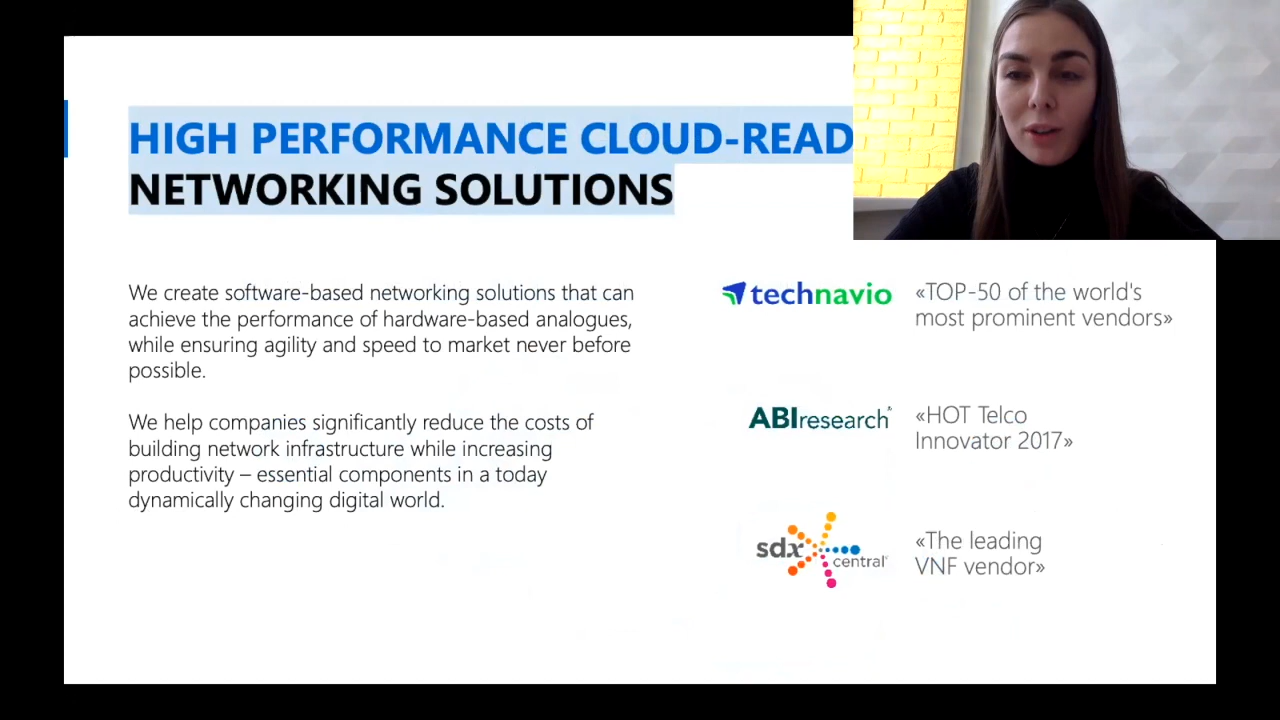 HIGH PERFORMANCE CLOUD-READ
NETWORKING SOLUTIONS
We create software-based networking solutions that can
achieve the performance of hardware-based analogues,
while ensuring agility and speed to market never before
possible.
We help companies significantly reduce the costs of
building network infrastructure while increasing
productivity – essential components in a today
dynamically changing digital world.
technavio
«TOP-50 of the world's
most prominent vendors»
ABIresearch®
«HOT Telco
Innovator 2017»
sdx
central
«The leading
VNF vendor»